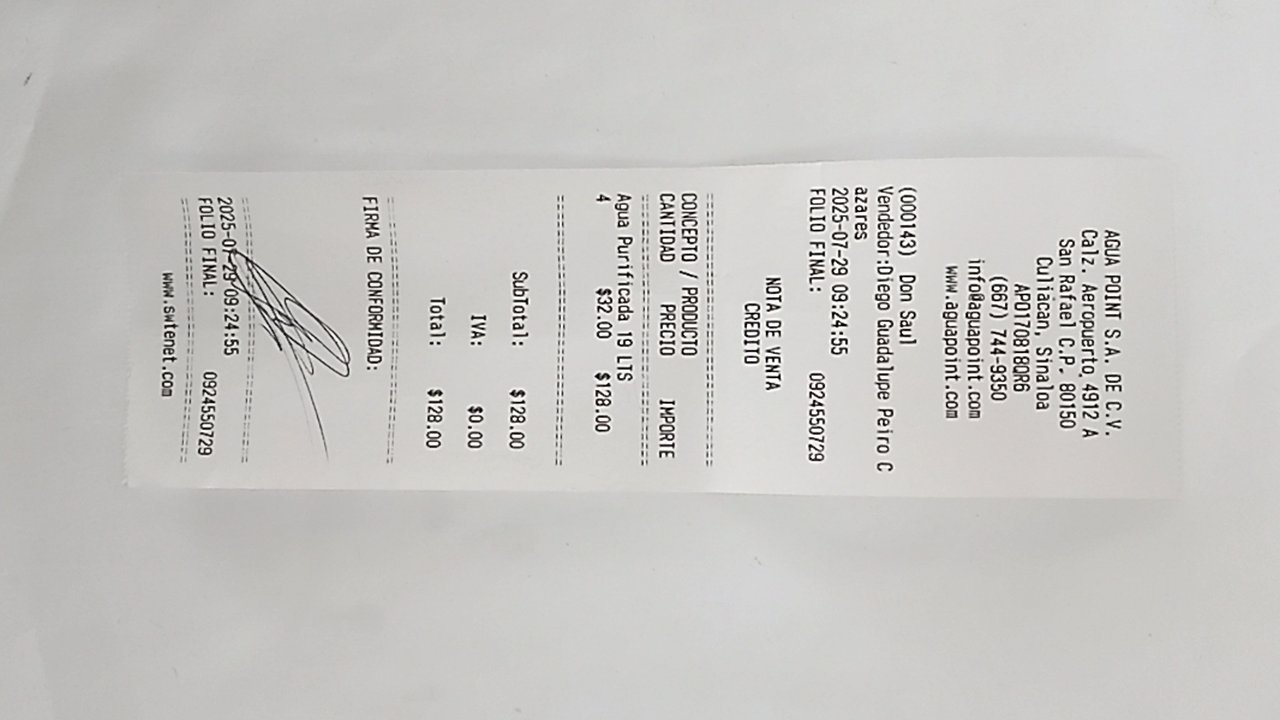 AGUA POINT S.A. DE C.V.
Calz. Aeropuerto 4912 A
San Rafael C.P. 80150
Culiacan, Sinaloa
APO170818QR6
(667) 744-9350
info@aguapoint.com
www.aguapoint.com
(000143) Don Saul
Vendedor:Diego Guadalupe Peiro C
azares
2025-07-29 09:24:55
FOLIO FINAL: 0924550729
NOTA DE VENTA
CREDITO
==============================
CONCEPTO / PRODUCTO
CANTIDAD PRECIO IMPORTE
==============================
Agua Purificada 19 LTS
4 $32.00 $128.00
==============================
SubTotal: $128.00
IVA: $0.00
Total: $128.00
==============================
FIRMA DE CONFORMIDAD:
==============================
2025-07-29 09:24:55
FOLIO FINAL: 0924550729
==============================
www.swtenet.com